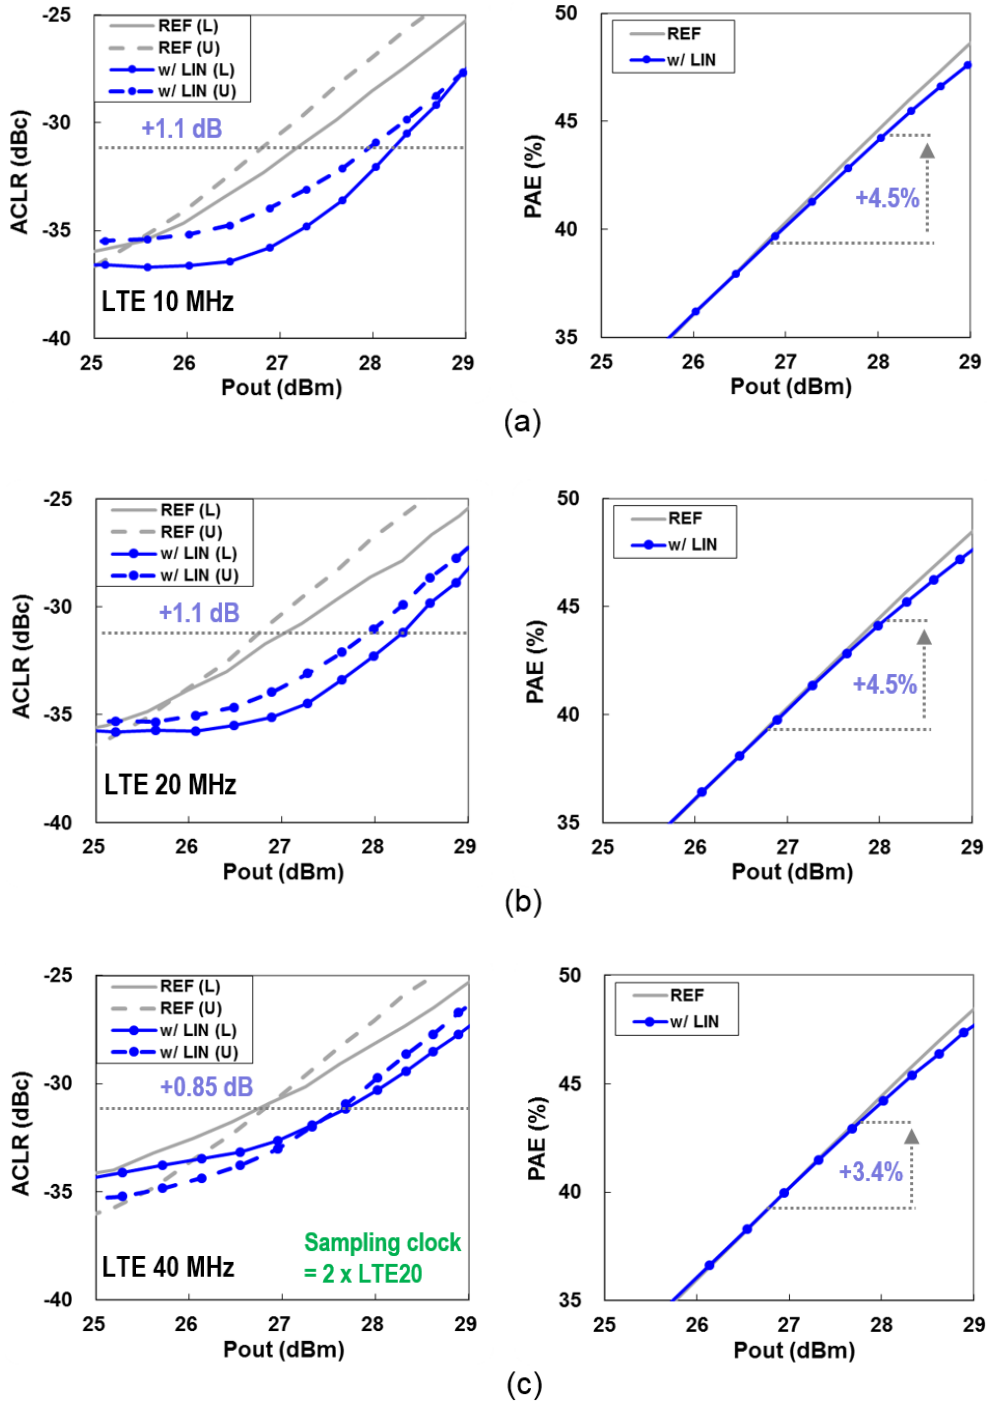 -25
-30
-35
-40
ACLR (dBc)
REF (L)
REF (U)
w/ LIN (L)
w/ LIN (U)
+1.1 dB
LTE 10 MHz
25 26 27 28 29
Pout (dBm)
50
45
40
35
PAE (%)
REF
w/ LIN
+4.5%
25 26 27 28 29
Pout (dBm)
(a)
-25
-30
-35
-40
ACLR (dBc)
REF (L)
REF (U)
w/ LIN (L)
w/ LIN (U)
+1.1 dB
LTE 20 MHz
25 26 27 28 29
Pout (dBm)
50
45
40
35
PAE (%)
REF
w/ LIN
+4.5%
25 26 27 28 29
Pout (dBm)
(b)
-25
-30
-35
-40
ACLR (dBc)
REF (L)
REF (U)
w/ LIN (L)
w/ LIN (U)
+0.85 dB
LTE 40 MHz
Sampling clock
= 2 x LTE20
25 26 27 28 29
Pout (dBm)
50
45
40
35
PAE (%)
REF
w/ LIN
+3.4%
25 26 27 28 29
Pout (dBm)
(c)